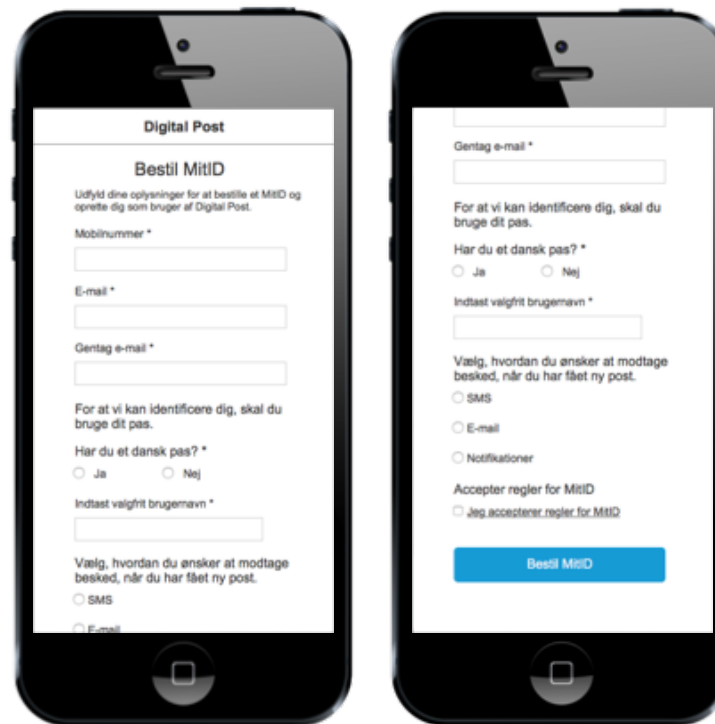 Digital Post
Bestil MitID
Udfyld dine oplysninger for at bestille et MitID og
oprette dig som bruger af Digital Post.
Mobilnummer *
E-mail *
Gentag e-mail *
For at vi kan identificere dig, skal du
bruge dit pas.
Har du et dansk pas? *
Ja Nej
Indtast valgfrit brugernavn *
Vælg, hvordan du ønsker at modtage
besked, når du har fået ny post.
SMS
E-mail
Gentag e-mail *
For at vi kan identificere dig, skal du
bruge dit pas.
Har du et dansk pas? *
Ja Nej
Indtast valgfrit brugernavn *
Vælg, hvordan du ønsker at modtage
besked, når du har fået ny post.
SMS
E-mail
Notifikationer
Accepter regler for MitID
Jeg accepterer regler for MitID
Bestil MitID